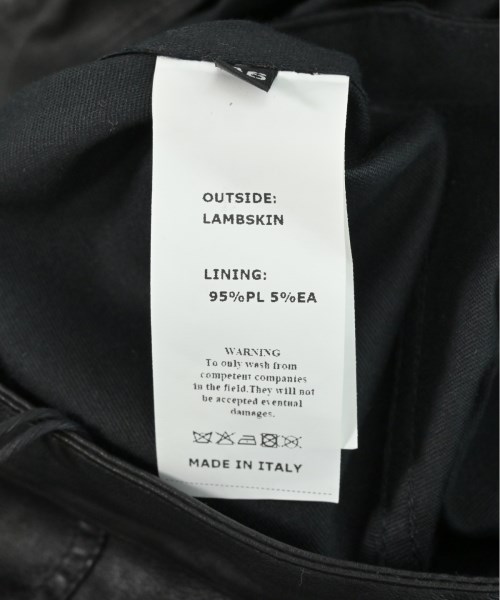 OUTSIDE:
LAMBSKIN
LINING:
95%PL 5%EA
WARNING
To only wash from
competent companies
in the field.They will not
be accepted eventual
damages.
MADE IN ITALY